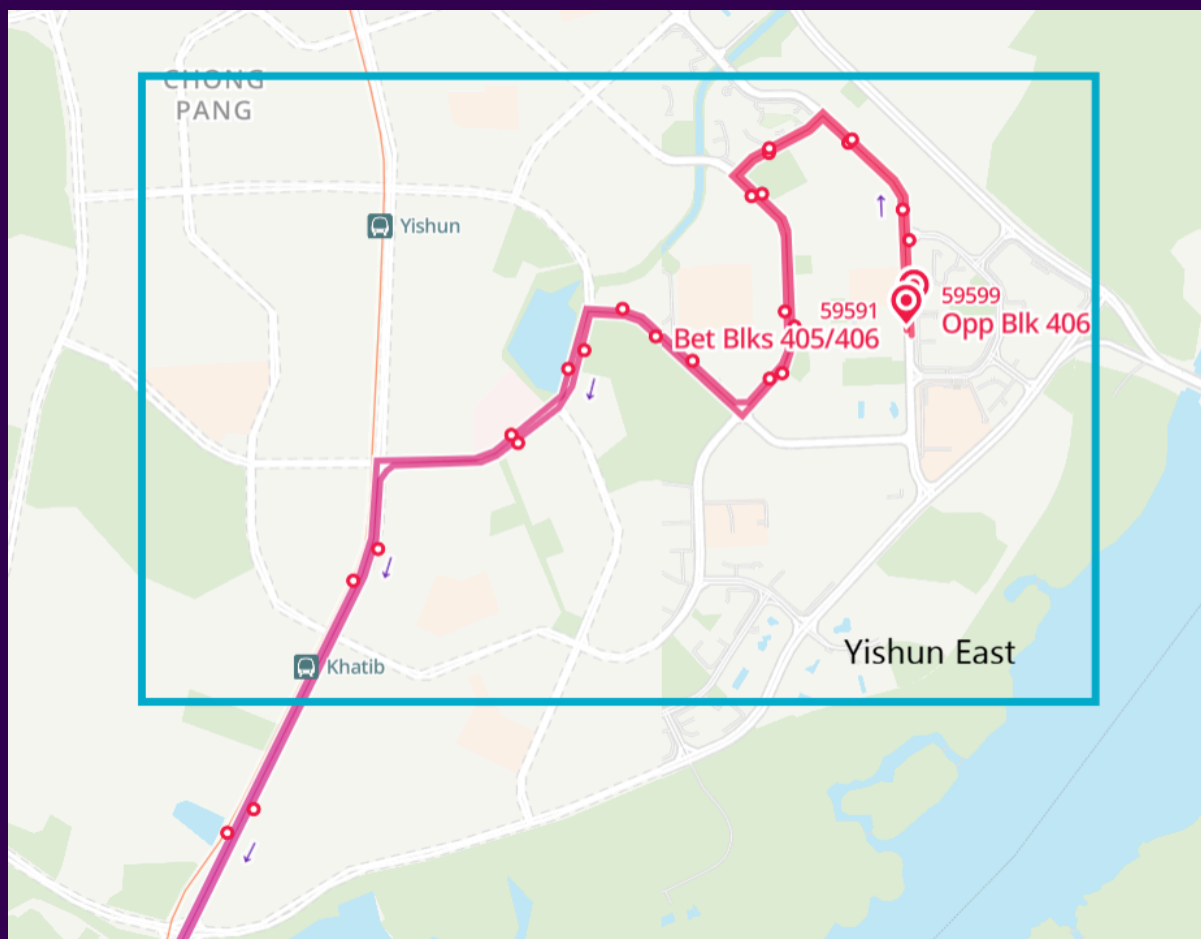 CHONG
PANG
Yishun
59591
Bet Blks 405/406
59599
Opp Blk 406
Yishun East
Khatib